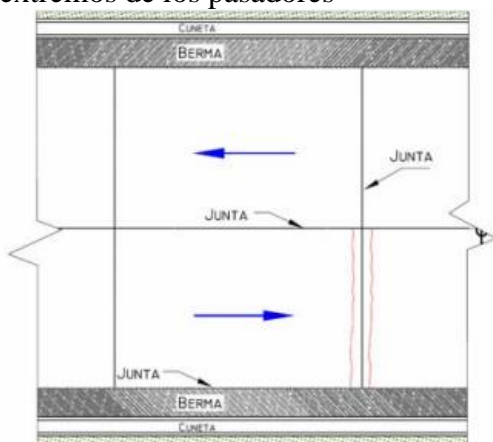 extremos de los pasadores
CUNETA
BERMA
JUNTA
JUNTA
JUNTA
BERMA
CUNETA